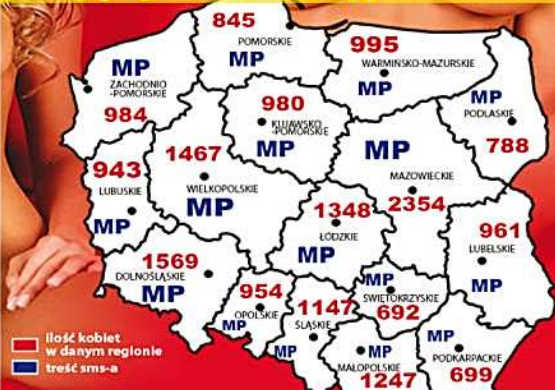 845
POMORSKIE
MP
995
WARMIŃSKO-MAZURSKIE
MP
MP
ZACHODNIO
-POMORSKIE
984
980
KUJAWSKO
-POMORSKIE
MP
MP
PODLASKIE
788
943
LUBUSKIE
MP
1467
WIELKOPOLSKIE
MP
MP
MAZOWIECKIE
2354
1348
ŁÓDZKIE
MP
961
LUBELSKIE
MP
1569
DOLNOŚLĄSKIE
MP
954
OPOLSKIE
MP
1147
ŚLĄSKIE
MP
MP
ŚWIĘTOKRZYSKIE
692
MP
MAŁOPOLSKIE
1247
MP
PODKARPACKIE
699
ilość kobiet
w danym regionie
treść sms-a